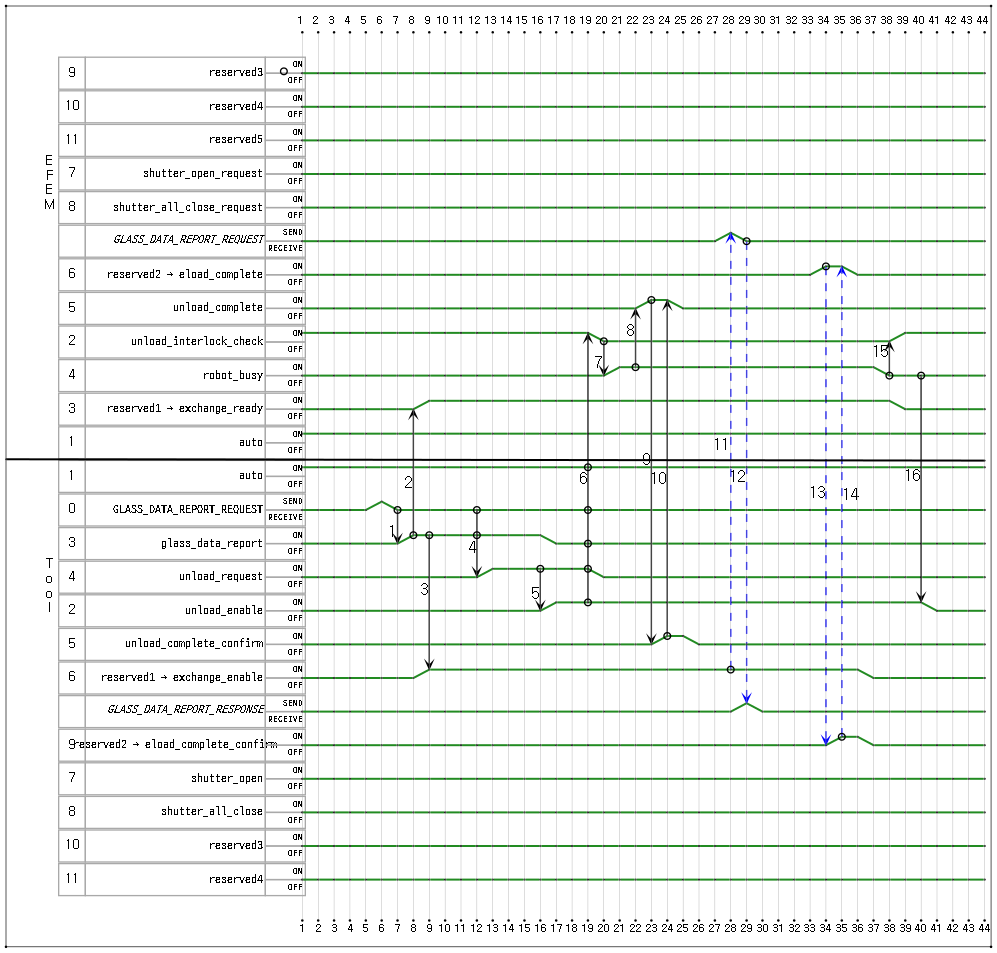 1 2 3 4 5 6 7 8 9 10 11 12 13 14 15 16 17 18 19 20 21 22 23 24 25 26 27 28 29 30 31 32 33 34 35 36 37 38 39 40 41 42 43 44
EFEM
9 reserved3 ON OFF
10 reserved4 ON OFF
11 reserved5 ON OFF
7 shutter_open_request ON OFF
8 shutter_all_close_request ON OFF
GLASS_DATA_REPORT_REQUEST SEND RECEIVE
6 reserved2 → eload_complete ON OFF
5 unload_complete ON OFF
8
2 unload_interlock_check ON OFF
7 15
4 robot_busy ON OFF
3 reserved1 → exchange_ready ON OFF
1 auto ON OFF
11
9
Tool
1 auto ON OFF
2 6 10 12 16
13 14
0 GLASS_DATA_REPORT_REQUEST SEND RECEIVE
1
3 glass_data_report ON OFF
4
4 unload_request ON OFF
3 5
2 unload_enable ON OFF
5 unload_complete_confirm ON OFF
6 reserved1 → exchange_enable ON OFF
GLASS_DATA_REPORT_RESPONSE SEND RECEIVE
9 reserved2 → eload_complete_confirm ON OFF
7 shutter_open ON OFF
8 shutter_all_close ON OFF
10 reserved3 ON OFF
11 reserved4 ON OFF
1 2 3 4 5 6 7 8 9 10 11 12 13 14 15 16 17 18 19 20 21 22 23 24 25 26 27 28 29 30 31 32 33 34 35 36 37 38 39 40 41 42 43 44